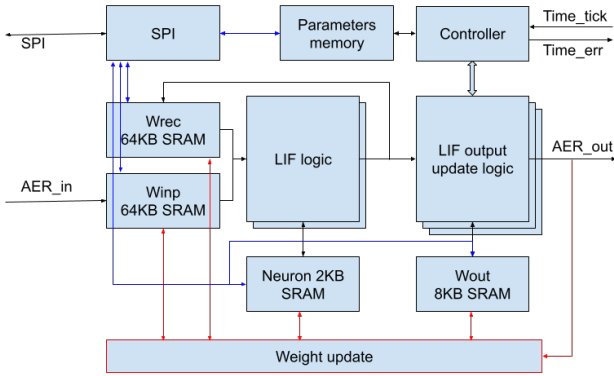 SPI
SPI
Parameters
memory
Controller
Time_tick
Time_err
Wrec
64KB SRAM
LIF logic
LIF output
update logic
AER_out
AER_in
Winp
64KB SRAM
Neuron 2KB
SRAM
Wout
8KB SRAM
Weight update